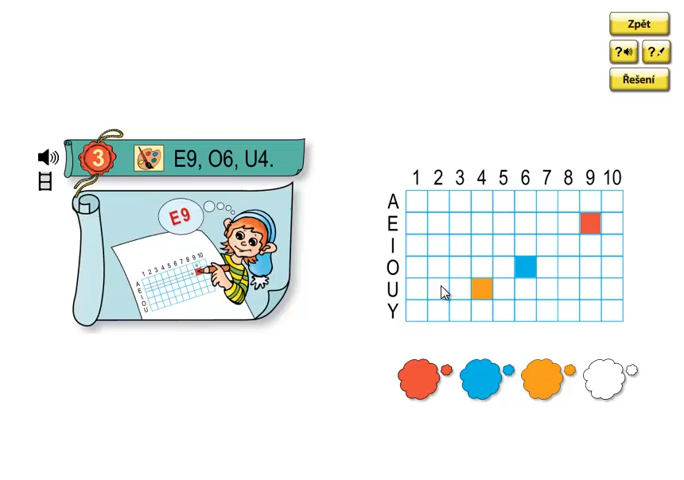 Zpět
? ?
Řešení
3 E9, O6, U4.
E9
1 2 3 4 5 6 7 8 9 10
A
E
I
O
U
1 2 3 4 5 6 7 8 9 10
A
E
I
O
U
Y